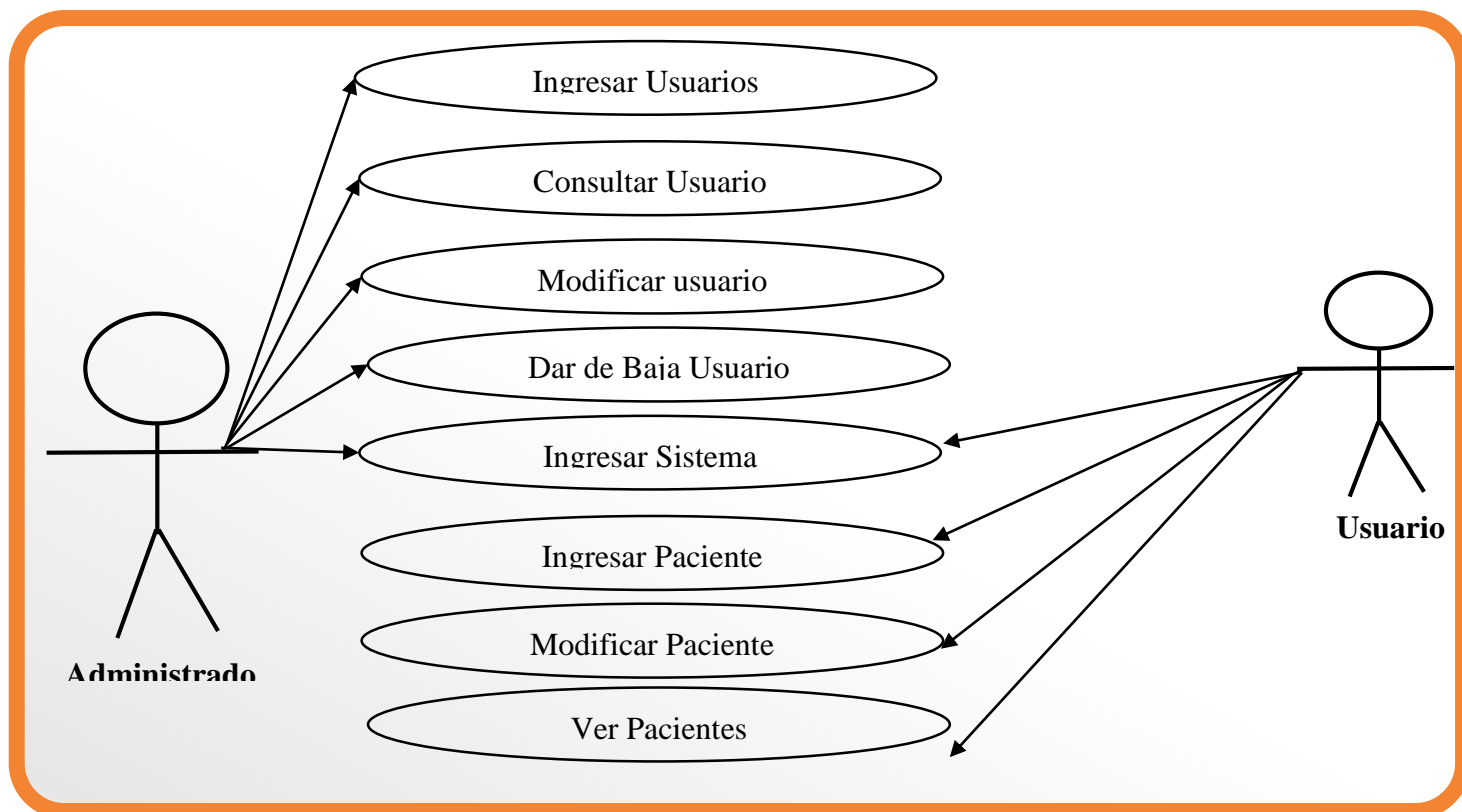 Ingresar Usuarios
Consultar Usuario
Modificar usuario
Dar de Baja Usuario
Ingresar Sistema
Ingresar Paciente
Modificar Paciente
Ver Pacientes
Administrado
Usuario